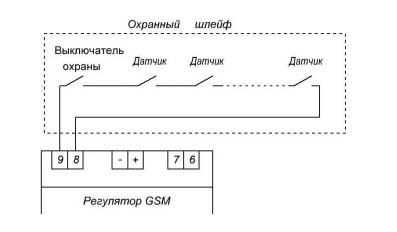 Охранный шлейф
Выключатель
охраны
Датчик
Датчик
Датчик
9 8 - + 7 6
Регулятор GSM